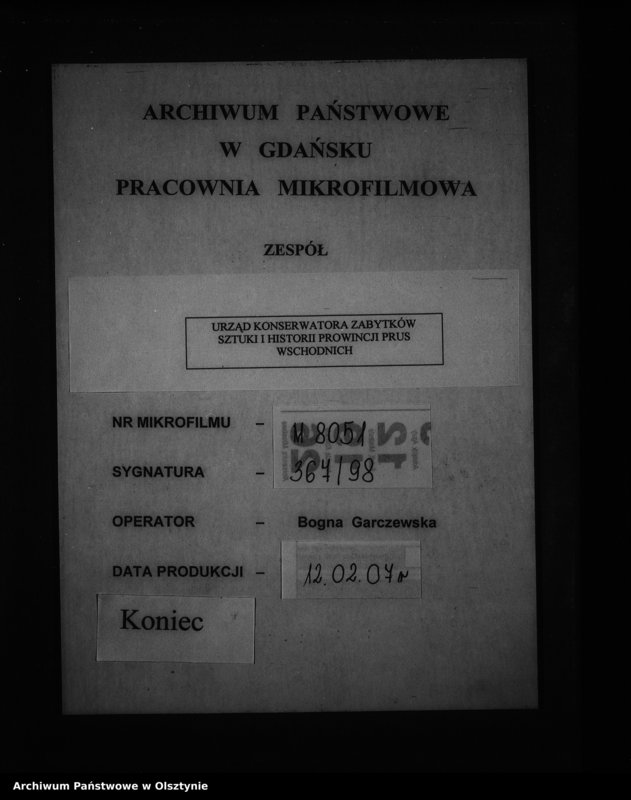 ARCHIWUM PAŃSTWOWE
W GDAŃSKU
PRACOWNIA MIKROFILMOWA
ZESPÓŁ
URZĄD KONSERWATORA ZABYTKÓW
SZTUKI I HISTORII PROWINCJI PRUS
WSCHODNICH
NR MIKROFILMU – M 8051
SYGNATURA – 367/98
OPERATOR – Bogna Garczewska
DATA PRODUKCJI – 12.02.07r
Koniec
Archiwum Państwowe w Olsztynie